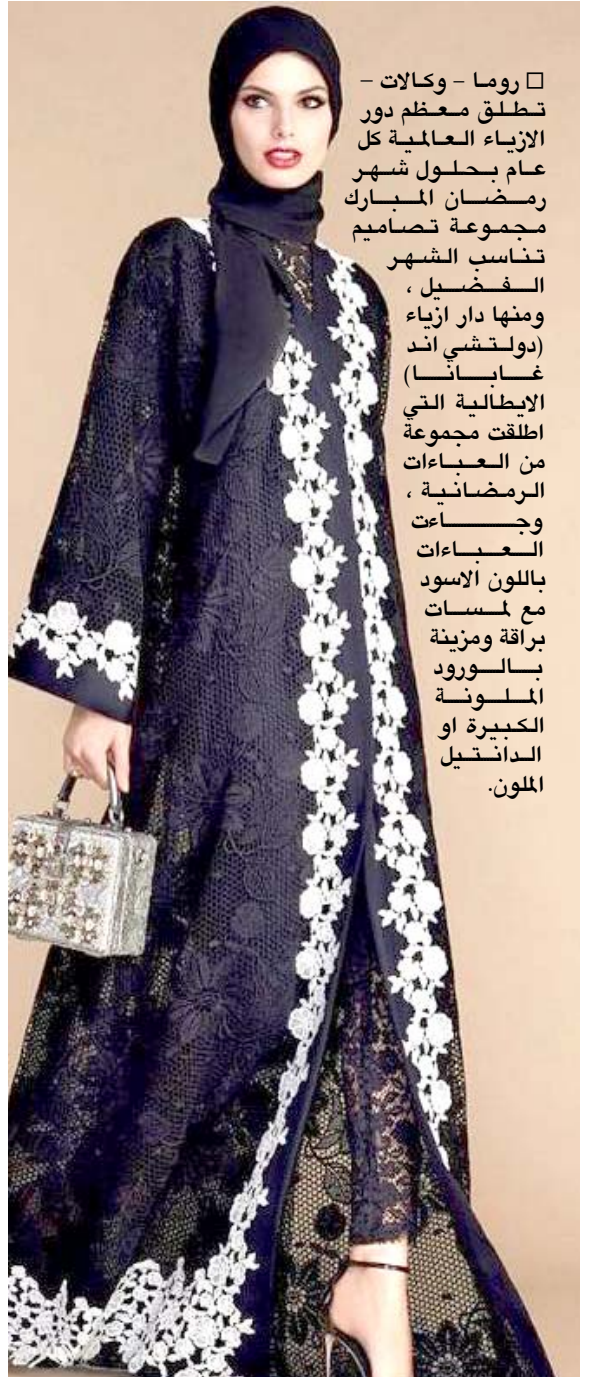 □ روما - وكالات -
تطلق معظم دور
الازياء العالمية كل
عام بحلول شهر
رمضان المبارك
مجموعة تصاميم
تناسب الشهر
الفضيل ،
ومنها دار ازياء
(دولتشي اند
غابانا)
الايطالية التي
اطلقت مجموعة
من العباءات
الرمضانية ،
وجاءت
العباءات
باللون الاسود
مع لمسات
براقة ومزينة
بالورود
الملونة
الكبيرة او
الدانتيل
الملون.